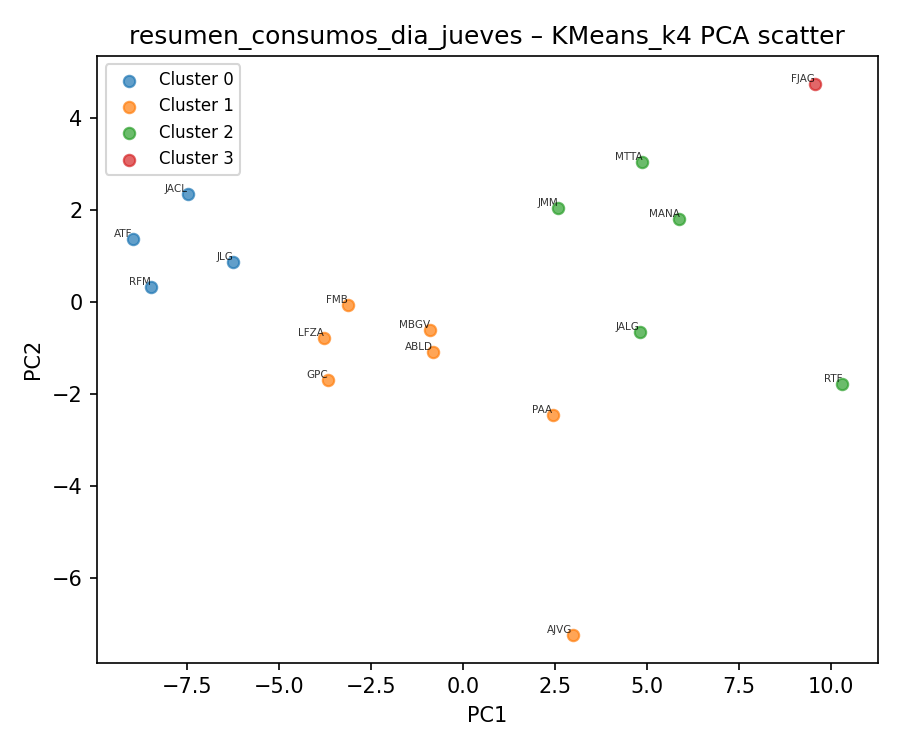 resumen_consumos_dia_jueves – KMeans_k4 PCA scatter
Cluster 0
Cluster 1
Cluster 2
Cluster 3
FJAG
MTTA
JACL
JMM
MANA
ATF
JLG
RFM
FMB
MBGV
LFZA
ABLD
JALG
GPC
RTF
PAA
AJVG
4
2
0
−2
−4
−6
PC2
−7.5 −5.0 −2.5 0.0 2.5 5.0 7.5 10.0
PC1